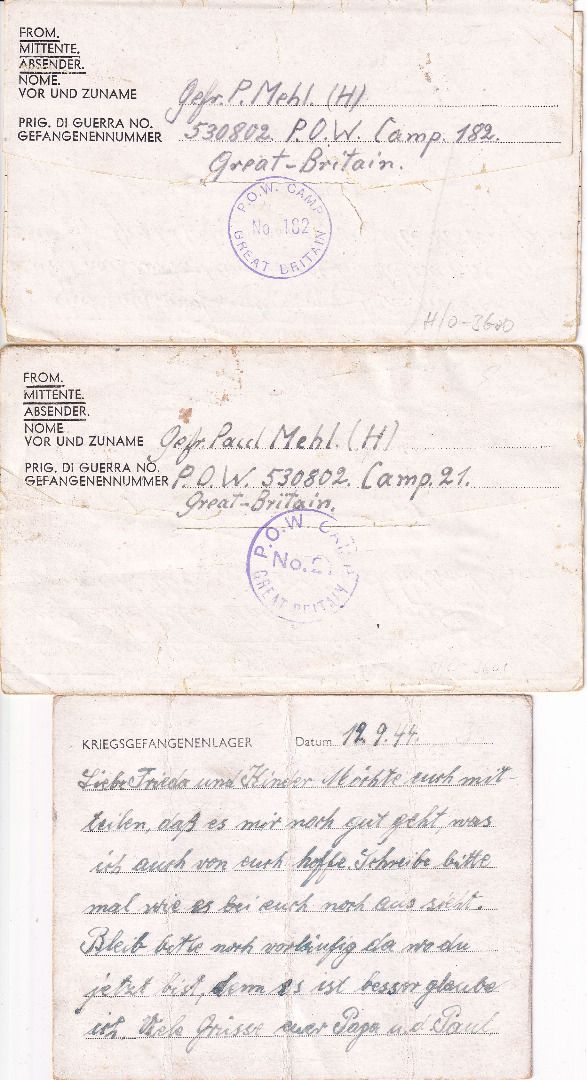 FROM.
MITTENTE.
ABSENDER.
NOME.
VOR UND ZUNAME Gefr. P. Mehl. (H)
PRIG. DI GUERRA NO.
GEFANGENENNUMMER 530802 P.O.W. Camp. 182.
Great-Britain.
P.O.W. CAMP
No 182
GREAT BRITAIN
H/0-3600
FROM.
MITTENTE.
ABSENDER.
NOME
VOR UND ZUNAME Gefr. Paul Mehl. (H)
PRIG. DI GUERRA NO.
GEFANGENENNUMMER P.O.W. 530802. Camp. 21.
Great-Britain.
P.O.W. CAMP
No. 2
GREAT BRITAIN
KRIEGSGEFANGENENLAGER Datum 12.9.44.
Liebe Frieda und Kinder Möchte euch mit-
teilen, daß es mir noch gut geht, was
ich auch von euch hoffe. Schreibe bitte
mal wie es bei euch noch aus sieht.
Bleib bitte noch vorläufig da wo du
jetzt bist, denn es ist besser glaube
ich. Viele Grüsse euer Papa und Paul.